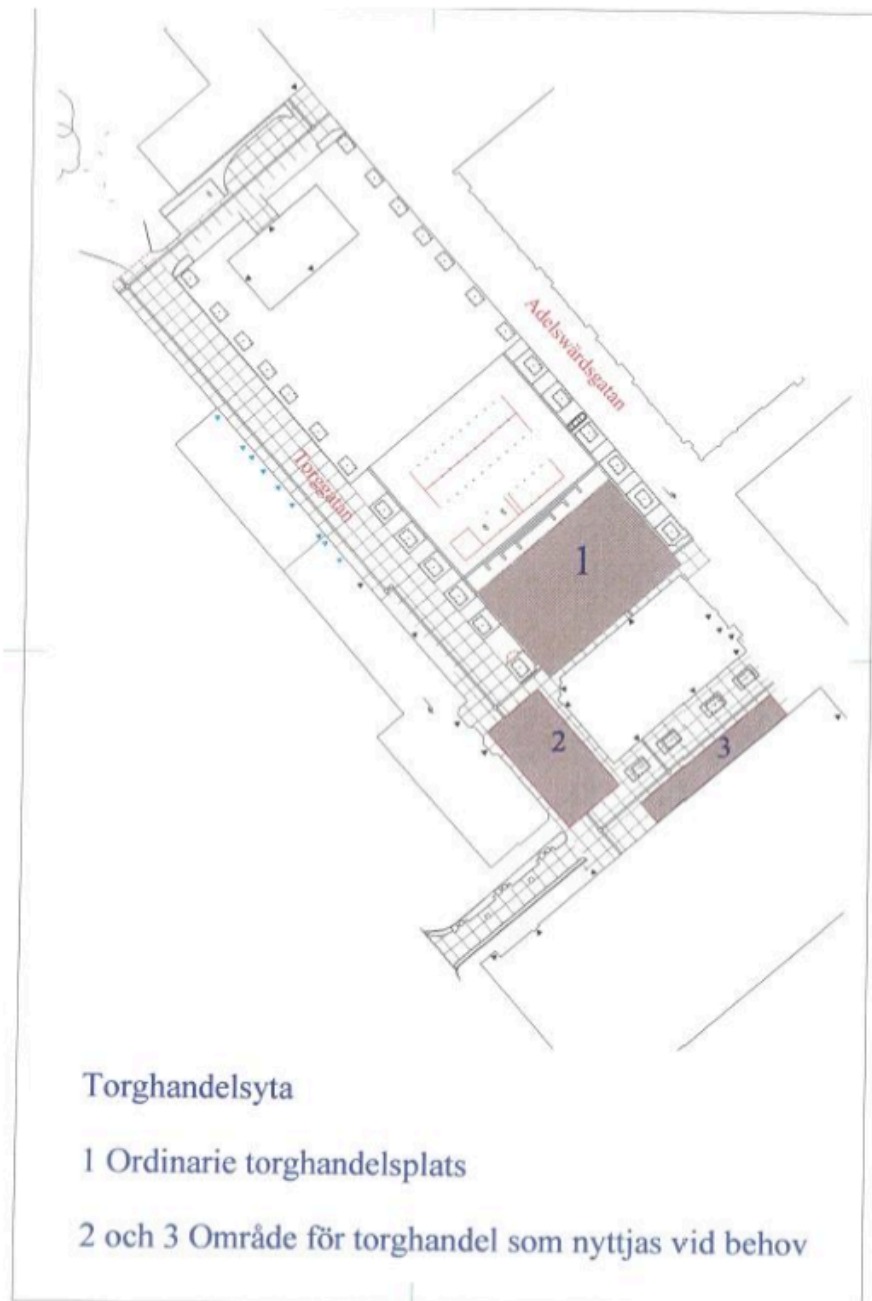 Adelswärdsgatan
Torggatan
1
2
3
Torghandelsyta
1 Ordinarie torghandelsplats
2 och 3 Område för torghandel som nyttjas vid behov